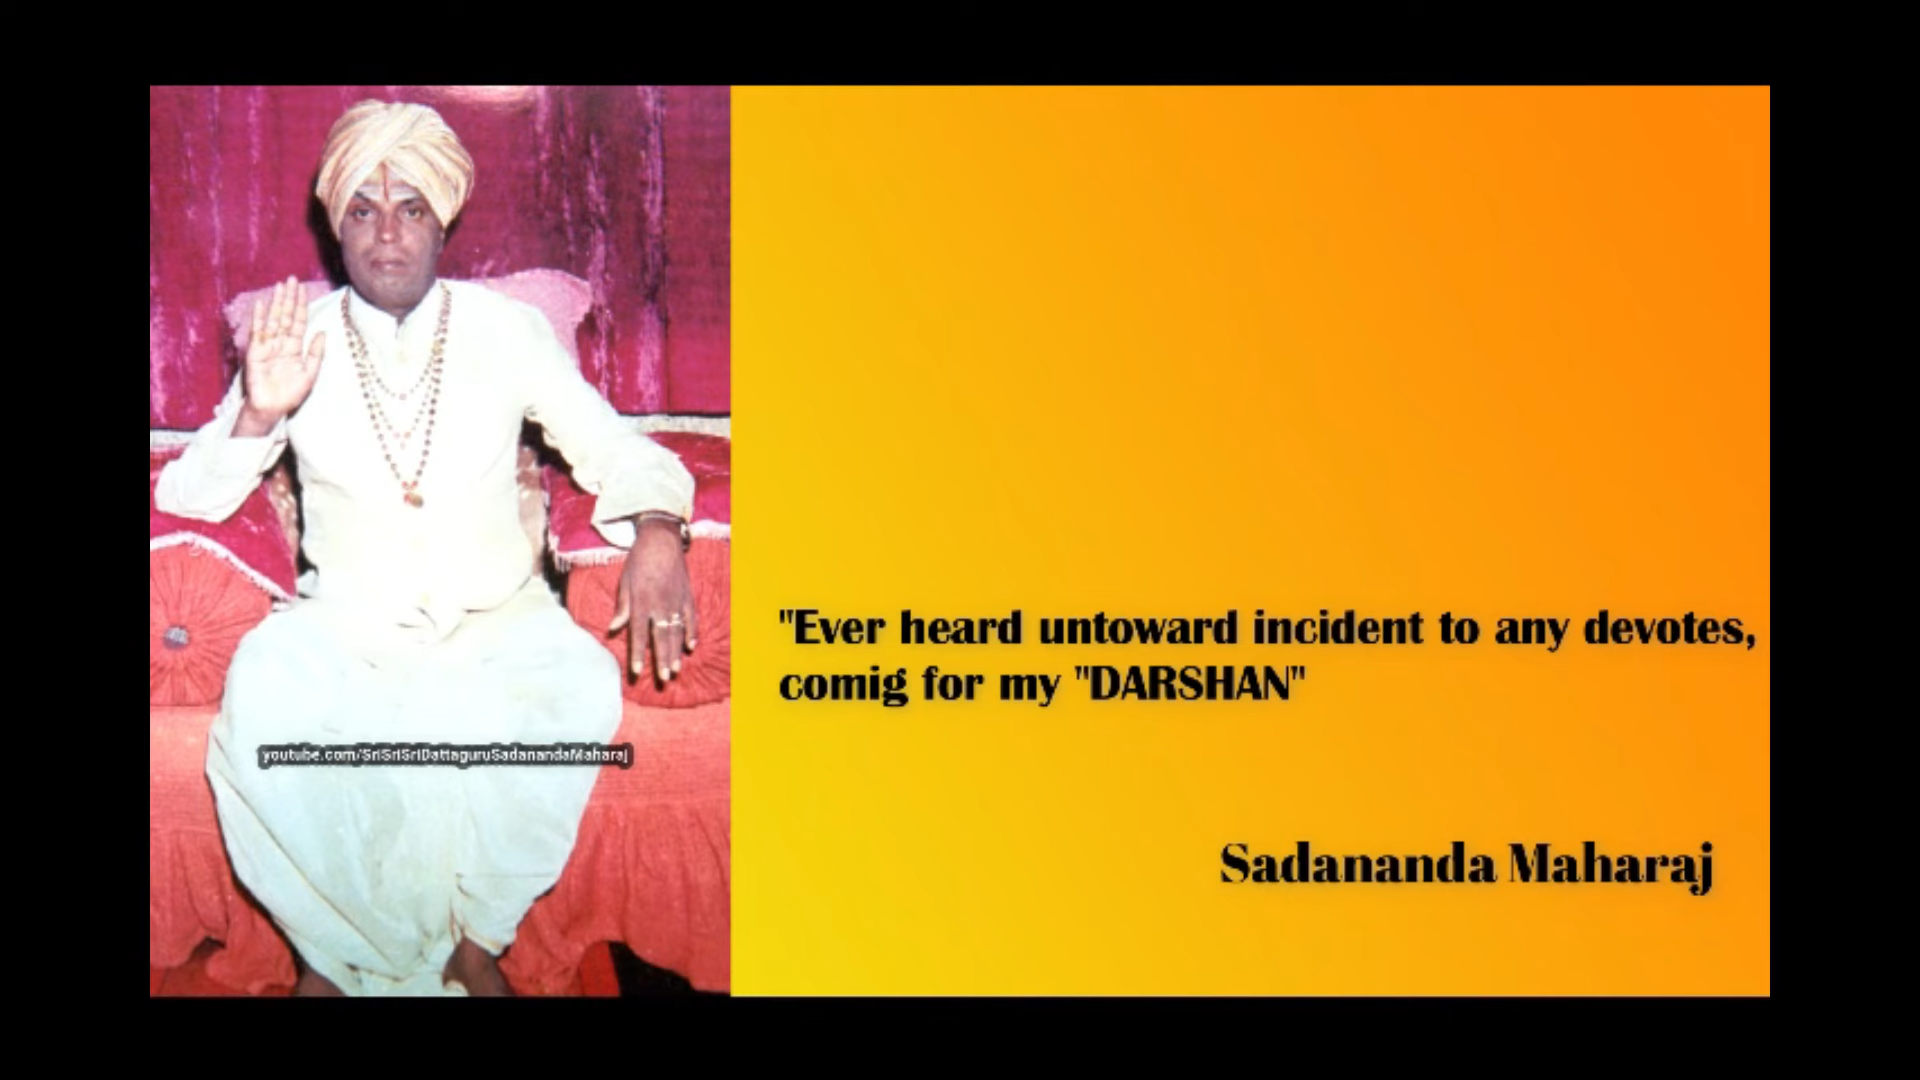 "Ever heard untoward incident to any devotes,
comig for my "DARSHAN"
Sadananda Maharaj
youtube.com/SriSriSriDattaguruSadanandaMaharaj